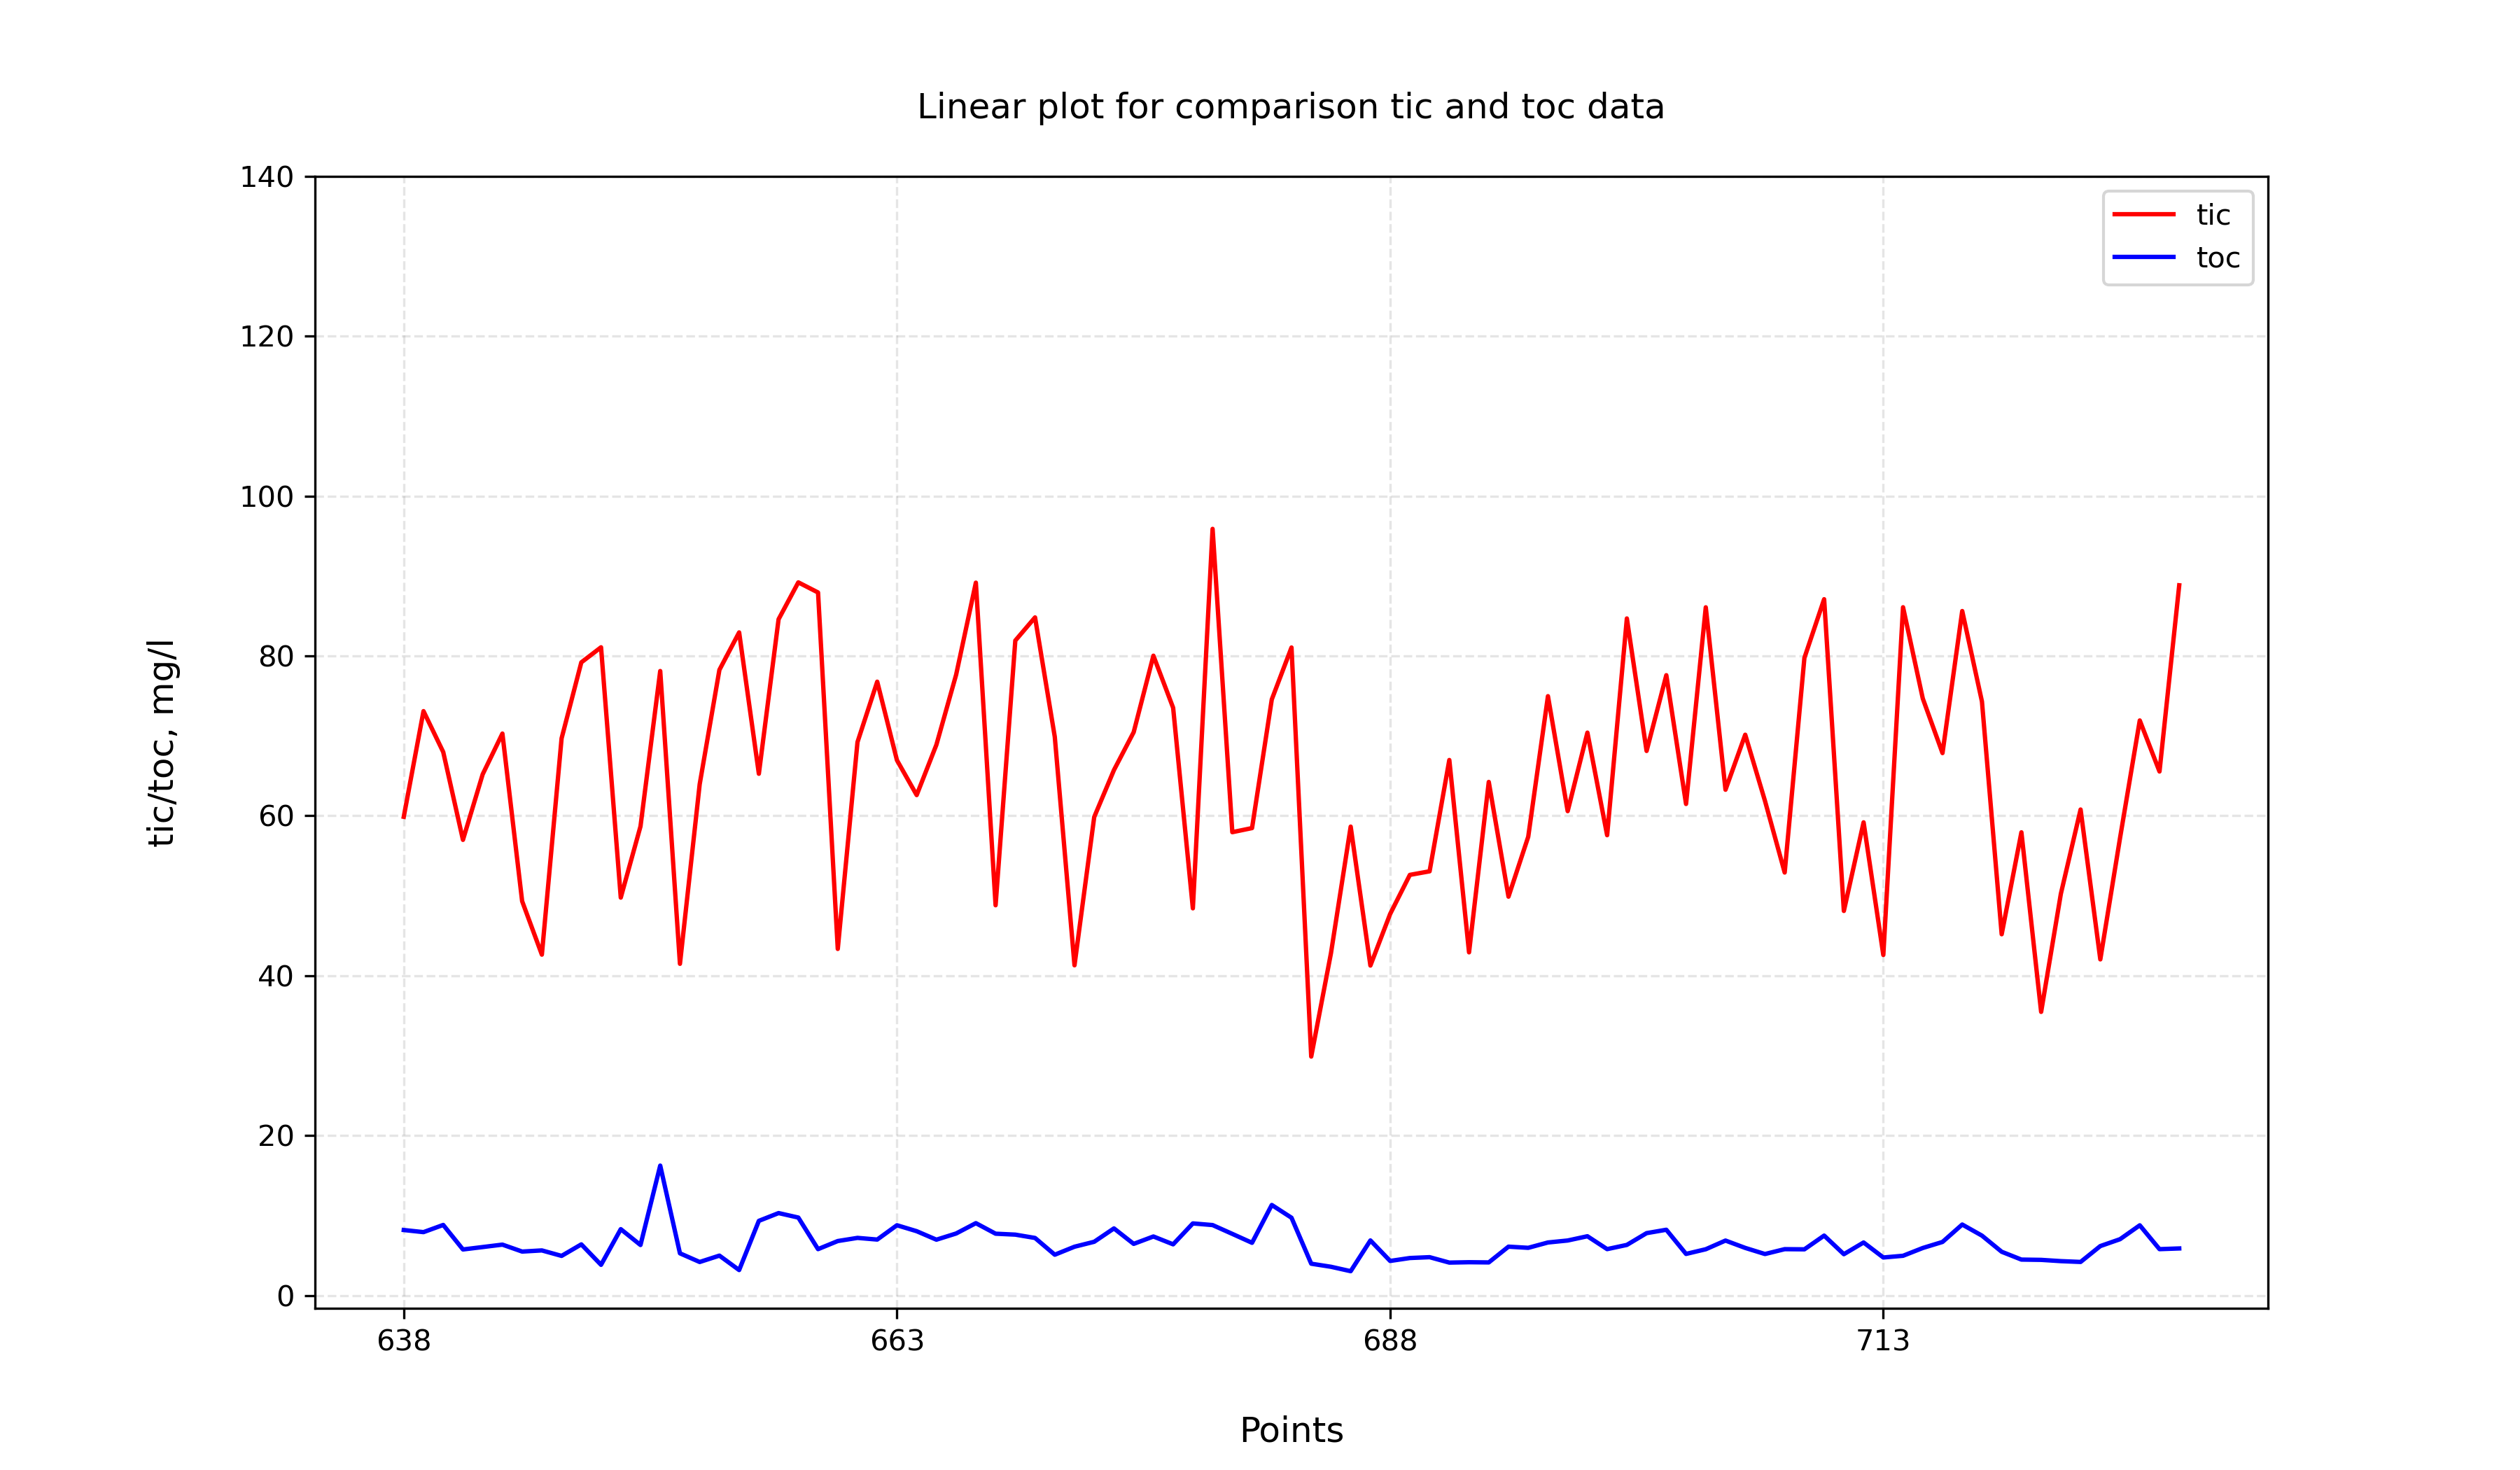 Linear plot for comparison tic and toc data
tic
toc
140
120
100
80
60
40
20
0
tic/toc, mg/l
638 663 688 713
Points